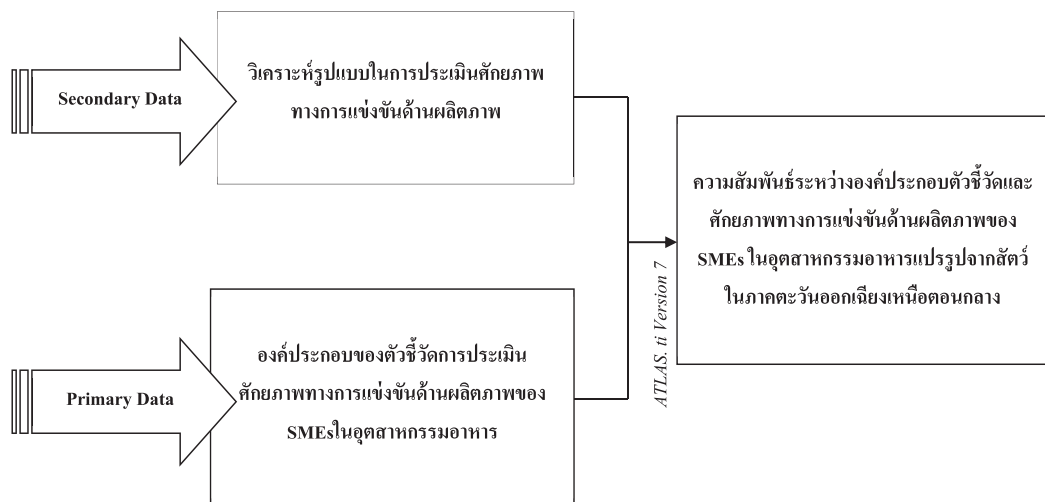 Secondary Data
วิเคราะห์รูปแบบในการประเมินศักยภาพ
ทางการแข่งขันด้านผลิตภาพ
Primary Data
องค์ประกอบของตัวชี้วัดการประเมิน
ศักยภาพทางการแข่งขันด้านผลิตภาพของ
SMEsในอุตสาหกรรมอาหาร
ATLAS. ti Version 7
ความสัมพันธ์ระหว่างองค์ประกอบตัวชี้วัดและ
ศักยภาพทางการแข่งขันด้านผลิตภาพของ
SMEs ในอุตสาหกรรมอาหารแปรรูปจากสัตว์
ในภาคตะวันออกเฉียงเหนือตอนกลาง